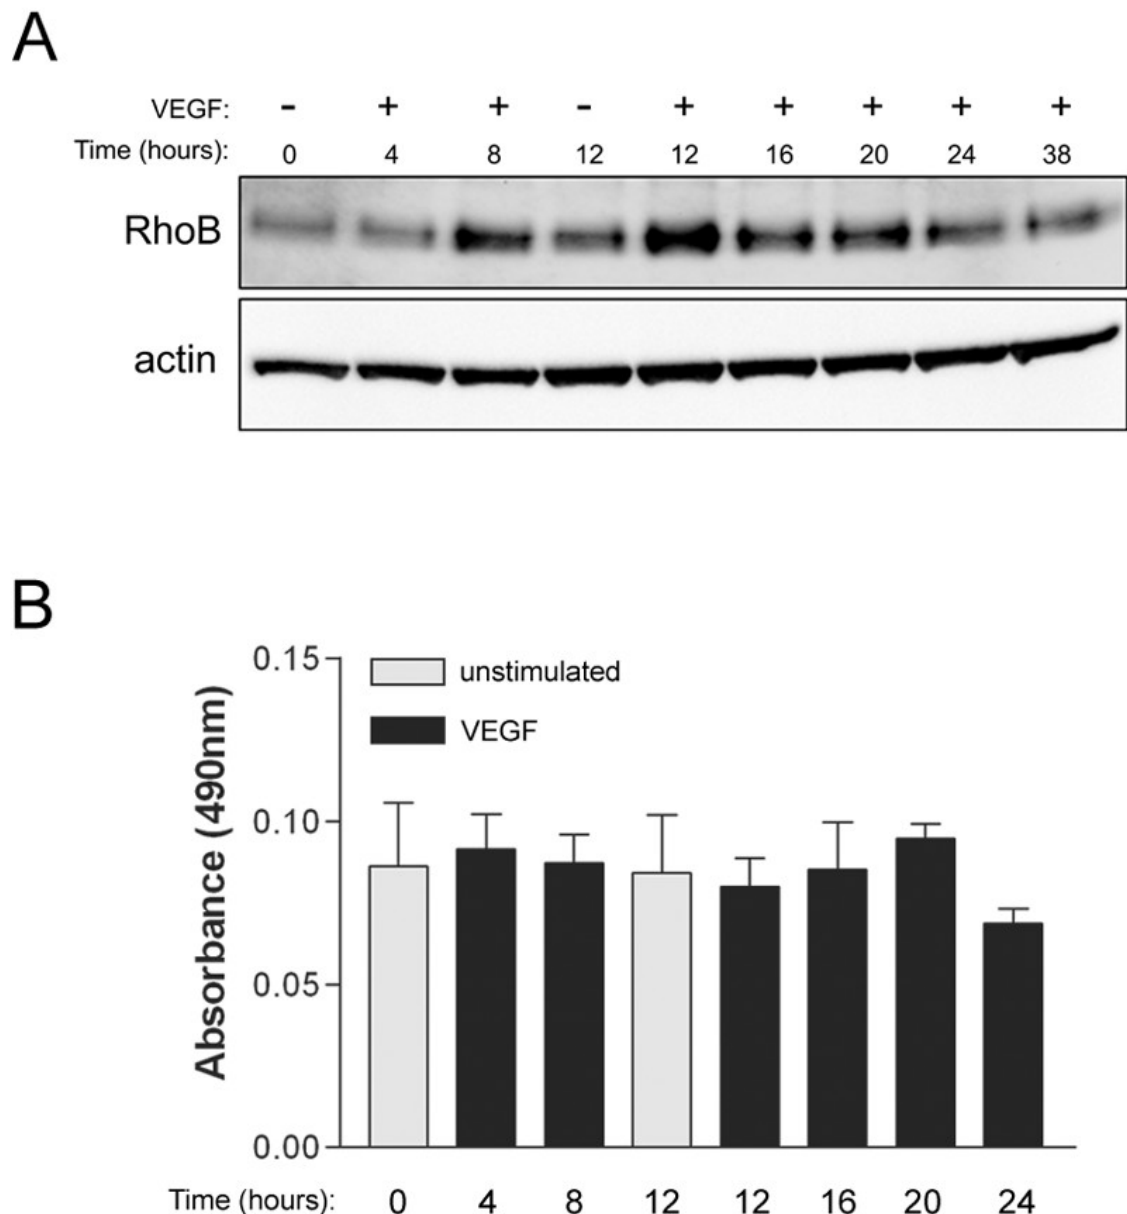 A
VEGF: - + + - + + + + +
Time (hours): 0 4 8 12 12 16 20 24 38
RhoB
actin
B
0.15
unstimulated
VEGF
0.10
0.05
0.00
Absorbance (490nm)
Time (hours): 0 4 8 12 12 16 20 24